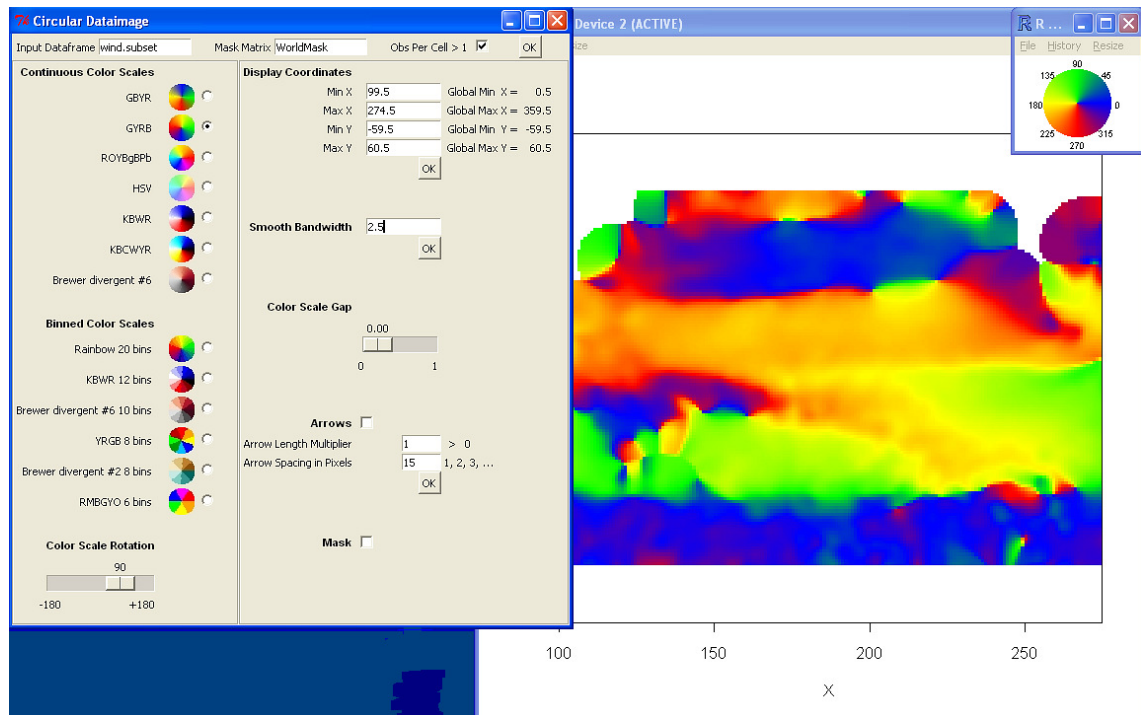 Circular Dataimage
Input Dataframe wind.subset Mask Matrix WorldMask Obs Per Cell > 1 OK
Continuous Color Scales
GBYR
GYRB
ROYBgBPb
HSV
KBWR
KBCWYR
Brewer divergent #6
Binned Color Scales
Rainbow 20 bins
KBWR 12 bins
Brewer divergent #6 10 bins
YRGB 8 bins
Brewer divergent #2 8 bins
RMBGYO 6 bins
Color Scale Rotation
90
-180 +180
Display Coordinates
Min X 99.5 Global Min X = 0.5
Max X 274.5 Global Max X = 359.5
Min Y -59.5 Global Min Y = -59.5
Max Y 60.5 Global Max Y = 60.5
OK
Smooth Bandwidth 2.5
OK
Color Scale Gap
0.00
0 1
Arrows
Arrow Length Multiplier 1 > 0
Arrow Spacing in Pixels 15 1, 2, 3, ...
OK
Mask
Device 2 (ACTIVE)
ize
100 150 200 250
X
R ...
File History Resize
90
135 45
180 0
225 315
270